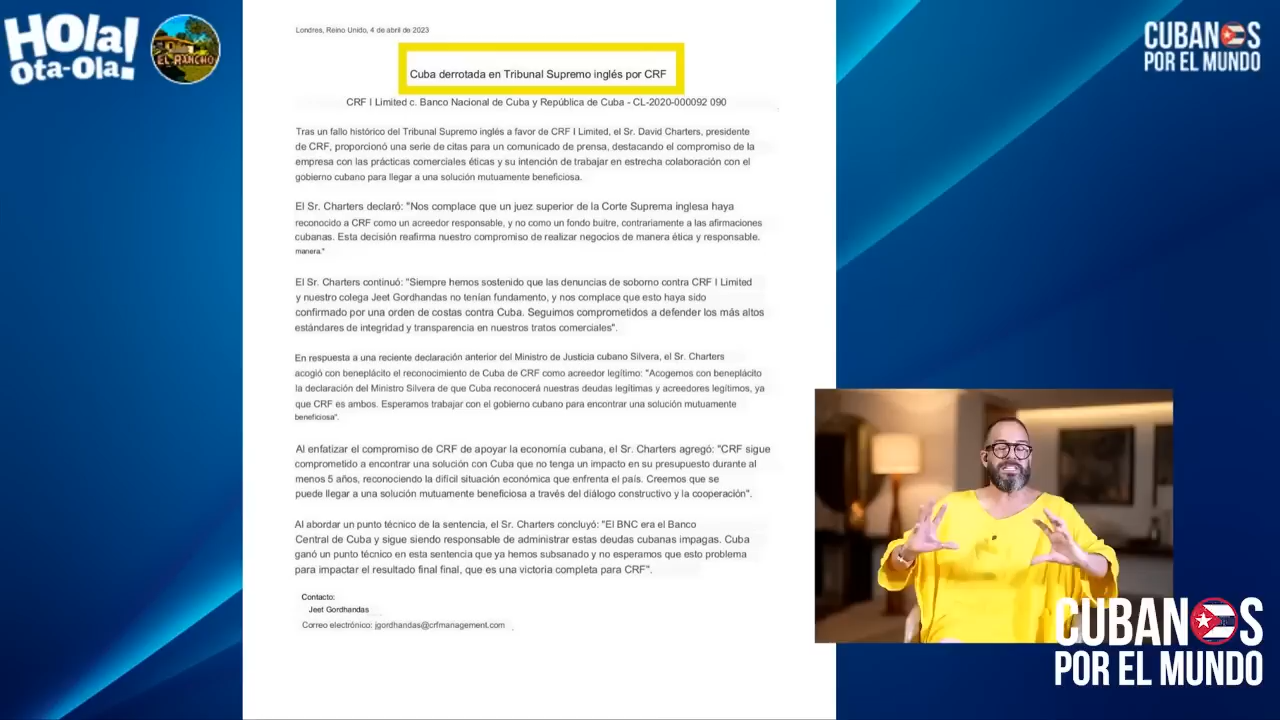 HOla!
Ota-Ola!
EL RANCHO
CUBANOS
POR EL MUNDO
Londres, Reino Unido, 4 de abril de 2023
Cuba derrotada en Tribunal Supremo inglés por CRF
CRF I Limited c. Banco Nacional de Cuba y República de Cuba - CL-2020-000092 090
Tras un fallo histórico del Tribunal Supremo inglés a favor de CRF I Limited, el Sr. David Charters, presidente
de CRF, proporcionó una serie de citas para un comunicado de prensa, destacando el compromiso de la
empresa con las prácticas comerciales éticas y su intención de trabajar en estrecha colaboración con el
gobierno cubano para llegar a una solución mutuamente beneficiosa.
El Sr. Charters declaró: "Nos complace que un juez superior de la Corte Suprema inglesa haya
reconocido a CRF como un acreedor responsable, y no como un fondo buitre, contrariamente a las afirmaciones
cubanas. Esta decisión reafirma nuestro compromiso de realizar negocios de manera ética y responsable.
manera."
El Sr. Charters continuó: "Siempre hemos sostenido que las denuncias de soborno contra CRF I Limited
y nuestro colega Jeet Gordhandas no tenían fundamento, y nos complace que esto haya sido
confirmado por una orden de costas contra Cuba. Seguimos comprometidos a defender los más altos
estándares de integridad y transparencia en nuestros tratos comerciales".
En respuesta a una reciente declaración anterior del Ministro de Justicia cubano Silvera, el Sr. Charters
acogió con beneplácito el reconocimiento de Cuba de CRF como acreedor legítimo: "Acogemos con beneplácito
la declaración del Ministro Silvera de que Cuba reconocerá nuestras deudas legítimas y acreedores legítimos, ya
que CRF es ambos. Esperamos trabajar con el gobierno cubano para encontrar una solución mutuamente
beneficiosa".
Al enfatizar el compromiso de CRF de apoyar la economía cubana, el Sr. Charters agregó: "CRF sigue
comprometido a encontrar una solución con Cuba que no tenga un impacto en su presupuesto durante al
menos 5 años, reconociendo la difícil situación económica que enfrenta el país. Creemos que se
puede llegar a una solución mutuamente beneficiosa a través del diálogo constructivo y la cooperación".
Al abordar un punto técnico de la sentencia, el Sr. Charters concluyó: "El BNC era el Banco
Central de Cuba y sigue siendo responsable de administrar estas deudas cubanas impagas. Cuba
ganó un punto técnico en esta sentencia que ya hemos subsanado y no esperamos que esto problema
para impactar el resultado final final, que es una victoria completa para CRF".
Contacto:
Jeet Gordhandas
Correo electrónico: jgordhandas@crfmanagement.com
CUBANOS
POR EL MUNDO